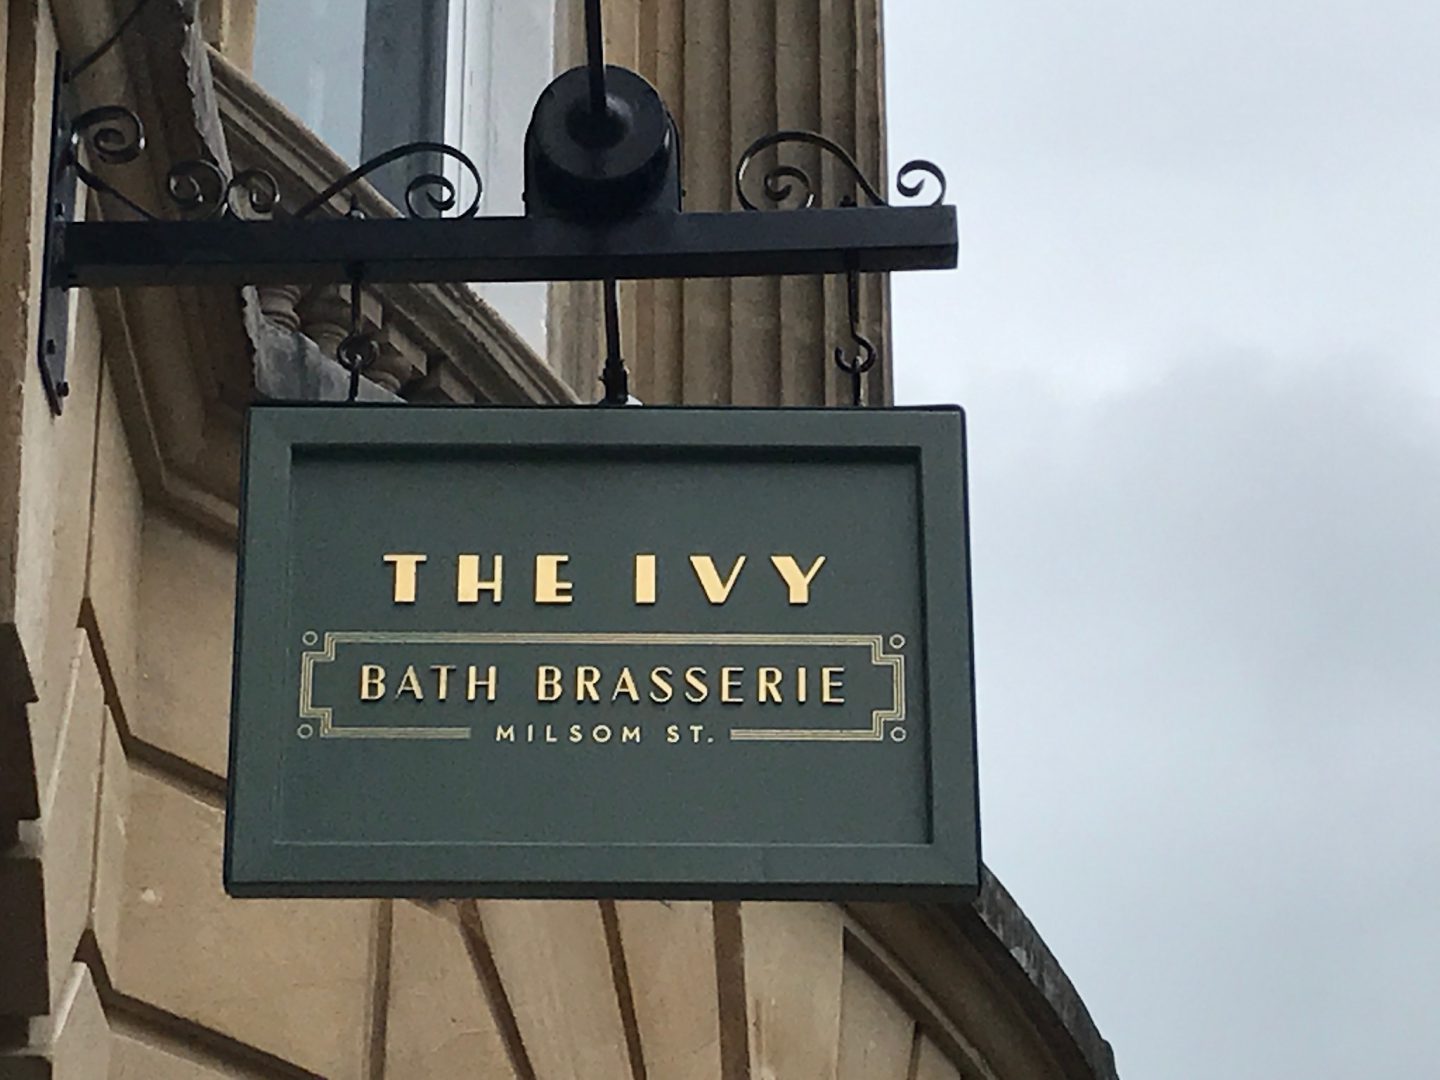 THE IVY
BATH BRASSERIE
MILSOM ST.